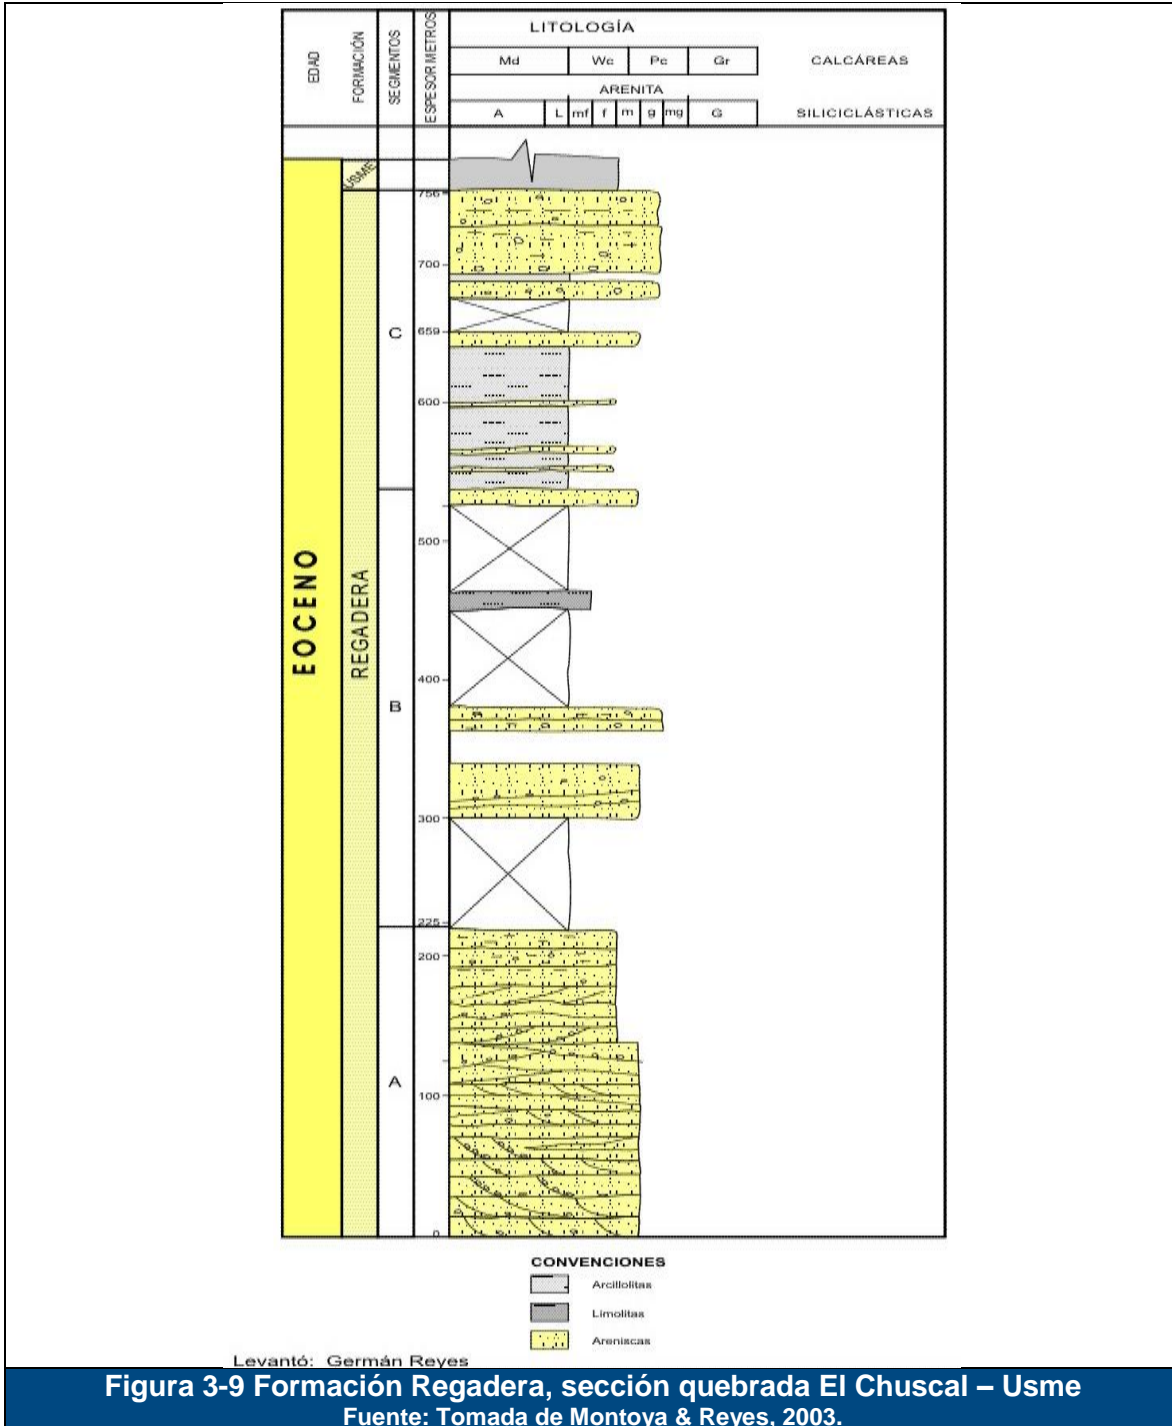 EDAD
FORMACIÓN
SEGMENTOS
ESPESOR METROS
LITOLOGÍA
Md Wc Pc Gr CALCÁREAS
ARENITA
A L mf f m g mg G SILICICLÁSTICAS
EOCENO
USME
REGADERA
C
B
A
756
700
659
600
500
400
300
225
200
100
0
CONVENCIONES
Arcillolitas
Limolitas
Areniscas
Levantó: Germán Reyes
Figura 3-9 Formación Regadera, sección quebrada El Chuscal – Usme
Fuente: Tomada de Montoya & Reyes, 2003.